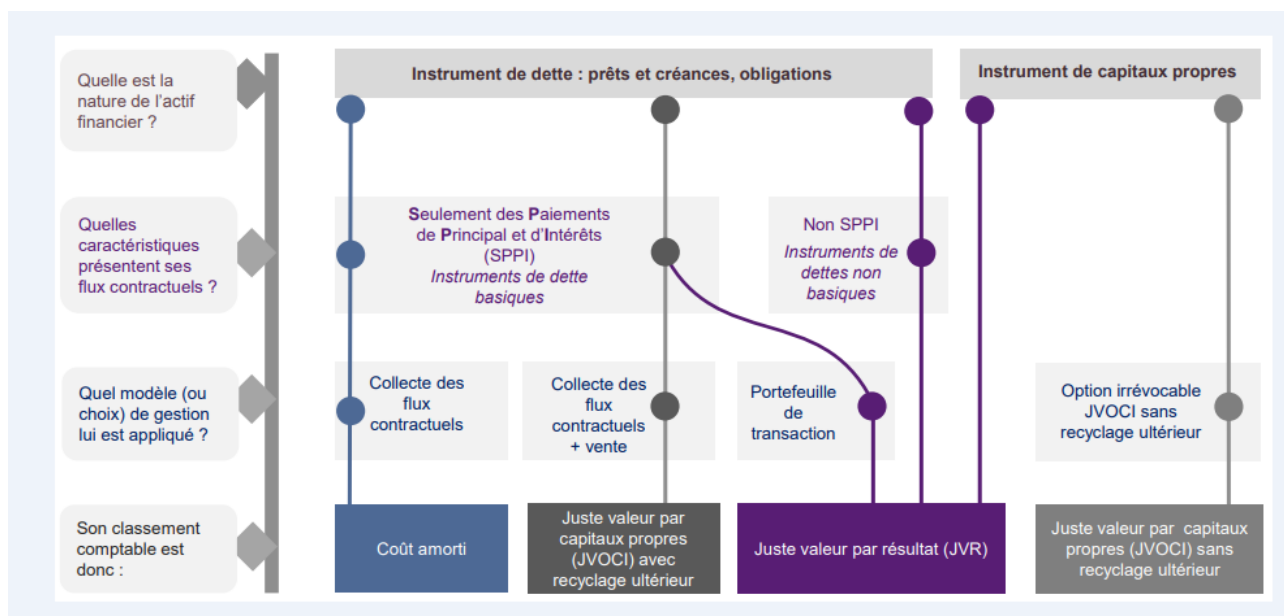 Quelle est la
nature de l'actif
financier ?
Instrument de dette : prêts et créances, obligations
Instrument de capitaux propres
Quelles
caractéristiques
présentent ses
flux contractuels ?
Seulement des Paiements
de Principal et d'Intérêts
(SPPI)
Instruments de dette
basiques
Non SPPI
Instruments de
dettes non
basiques
Quel modèle (ou
choix) de gestion
lui est appliqué ?
Collecte des
flux
contractuels
Collecte des
flux
contractuels
+ vente
Portefeuille
de
transaction
Option irrévocable
JVOCI sans
recyclage ultérieur
Son classement
comptable est
donc :
Coût amorti
Juste valeur par
capitaux propres
(JVOCI) avec
recyclage ultérieur
Juste valeur par résultat (JVR)
Juste valeur par capitaux
propres (JVOCI) sans
recyclage ultérieur